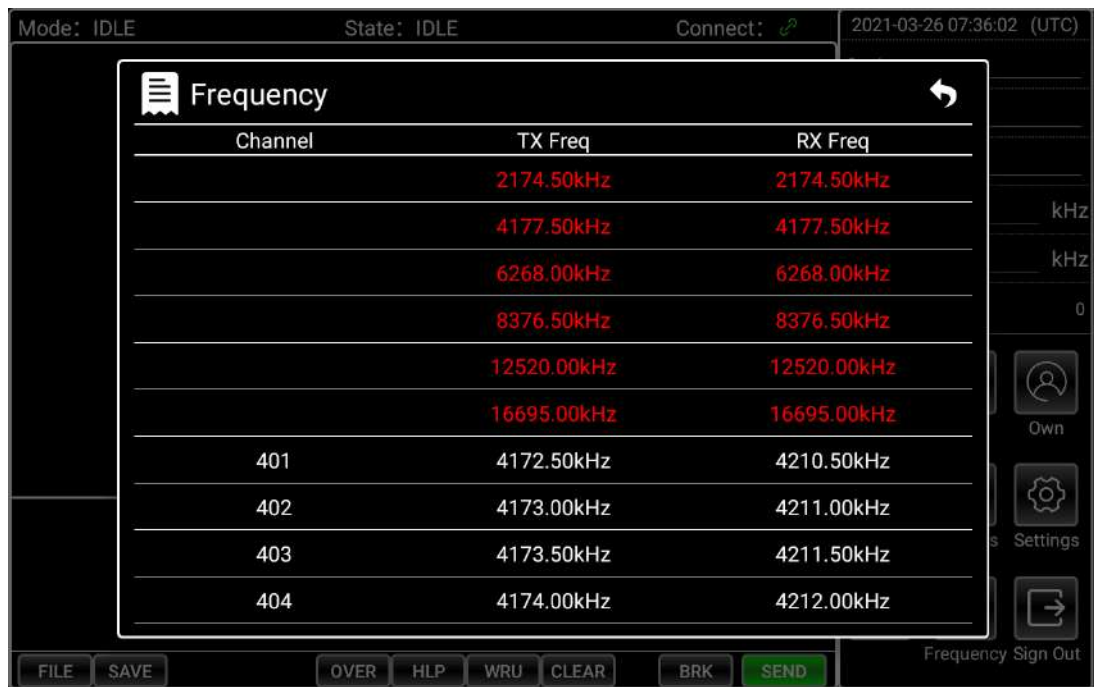 Mode: IDLE State: IDLE Connect: 2021-03-26 07:36:02 (UTC)
Frequency
Channel TX Freq RX Freq
2174.50kHz 2174.50kHz
4177.50kHz 4177.50kHz
kHz
6268.00kHz 6268.00kHz
kHz
8376.50kHz 8376.50kHz
0
12520.00kHz 12520.00kHz
16695.00kHz 16695.00kHz
Own
401 4172.50kHz 4210.50kHz
402 4173.00kHz 4211.00kHz
403 4173.50kHz 4211.50kHz
s Settings
404 4174.00kHz 4212.00kHz
Frequency Sign Out
FILE SAVE OVER HLP WRU CLEAR BRK SEND